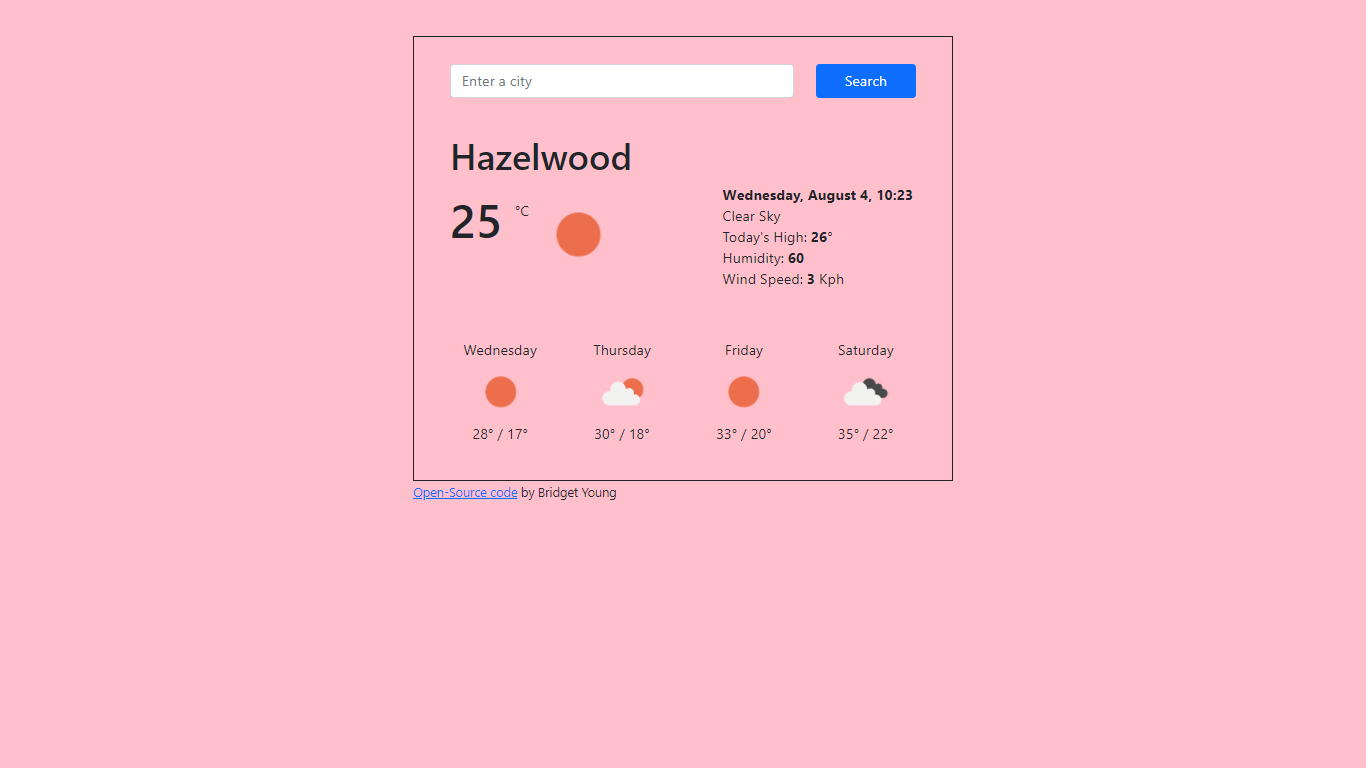 Enter a city
Search
Hazelwood
25 °C
Wednesday, August 4, 10:23
Clear Sky
Today's High: 26°
Humidity: 60
Wind Speed: 3 Kph
Wednesday Thursday Friday Saturday
28° / 17° 30° / 18° 33° / 20° 35° / 22°
Open-Source code by Bridget Young